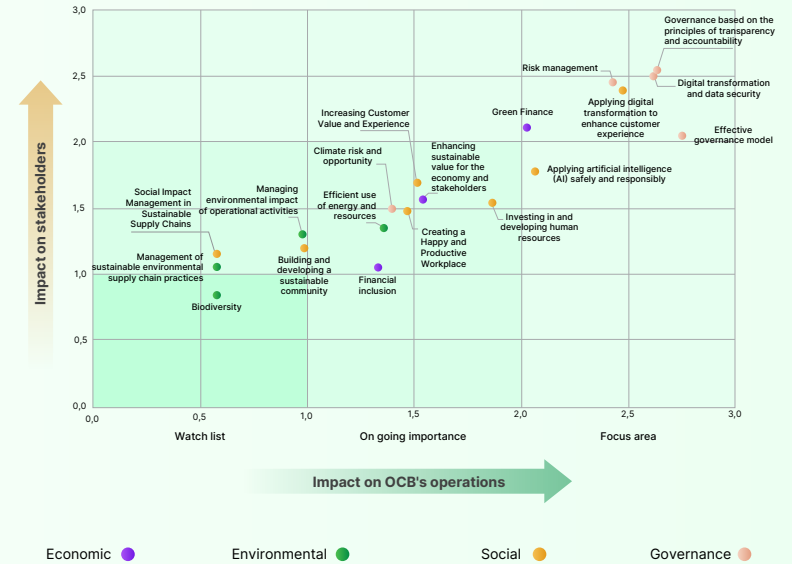 3,0
2,5
2,0
1,5
1,0
0,5
0,0
Impact on stakeholders
Governance based on the
principles of transparency
and accountability
Risk management
Digital transformation
and data security
Applying digital
transformation to
enhance customer
experience
Green Finance
Effective
governance model
Increasing Customer
Value and Experience
Climate risk and
opportunity
Enhancing
sustainable
value for the
economy and
stakeholders
Applying artificial intelligence
(AI) safely and responsibly
Social Impact
Management in
Sustainable
Supply Chains
Managing
environmental impact
of operational activities
Efficient use
of energy and
resources
Creating a
Happy and
Productive
Workplace
Investing in and
developing human
resources
Management of
sustainable environmental
supply chain practices
Building and
developing a
sustainable
community
Financial
inclusion
Biodiversity
0,0
0,5
1,0
1,5
2,0
2,5
3,0
Watch list
On going importance
Focus area
Impact on OCB's operations
Economic
Environmental
Social
Governance